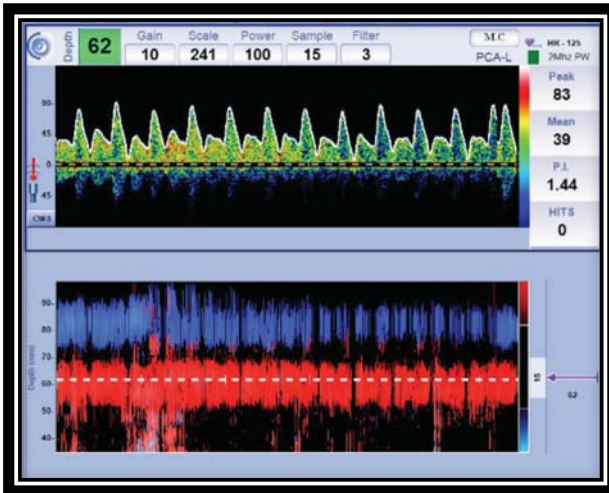 Depth 62 Gain 10 Scale 241 Power 100 Sample 15 Filter 3
M.C.
PCA-L
HR - 125
2Mhz PW
Peak
83
Mean
39
P.I.
1.44
HITS
0
90
45
0
45
Depth (mm)
90
80
70
60
50
40
15
62